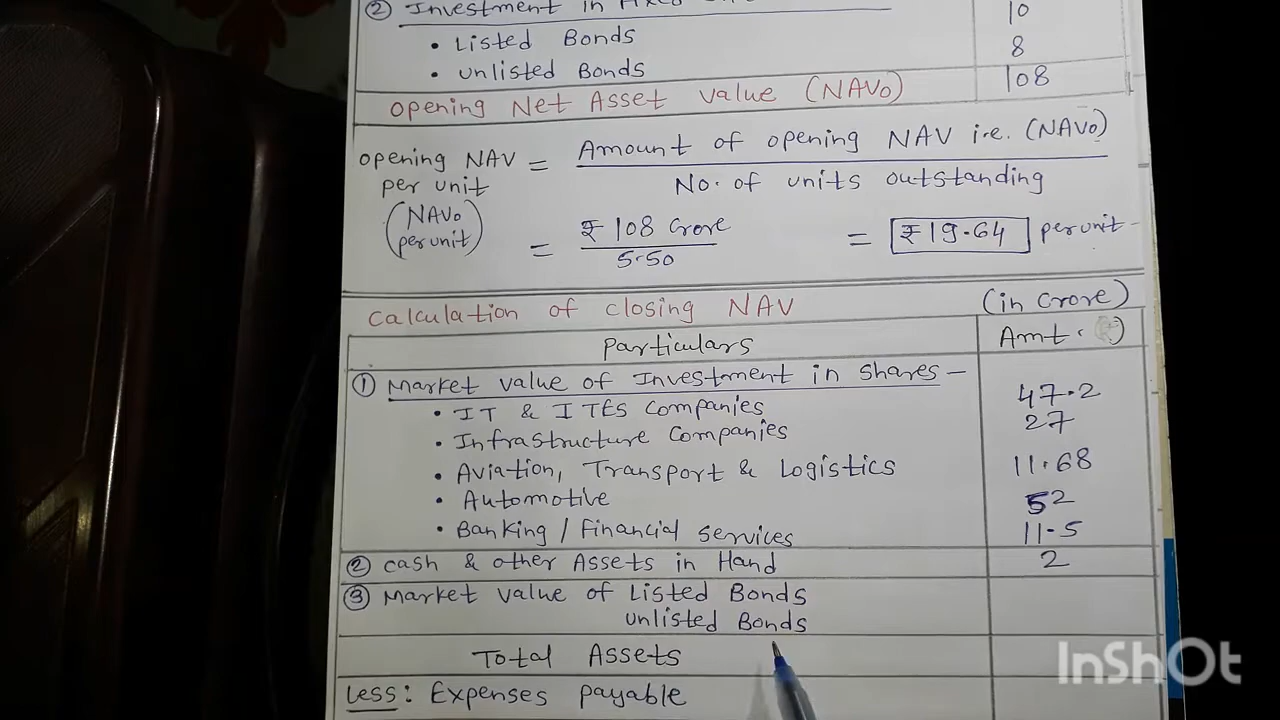 ② Investment in Fixed
10
• Listed Bonds
8
• Unlisted Bonds
opening Net Asset value (NAV₀) 108
opening NAV per unit = Amount of opening NAV i.e. (NAV₀)
No. of units outstanding
(NAV₀ per unit) = ₹ 108 Crore
5.50
= ₹19.64 per unit
Calculation of closing NAV (in Crore)
Particulars Amt. ( )
① Market value of Investment in Shares –
• IT & ITES Companies 47.2
• Infrastructure Companies 27
• Aviation, Transport & Logistics 11.68
• Automotive 52
• Banking / financial services 11.5
② cash & other Assets in Hand 2
③ Market value of Listed Bonds
unlisted Bonds
Total Assets
Less: Expenses payable
InShOt